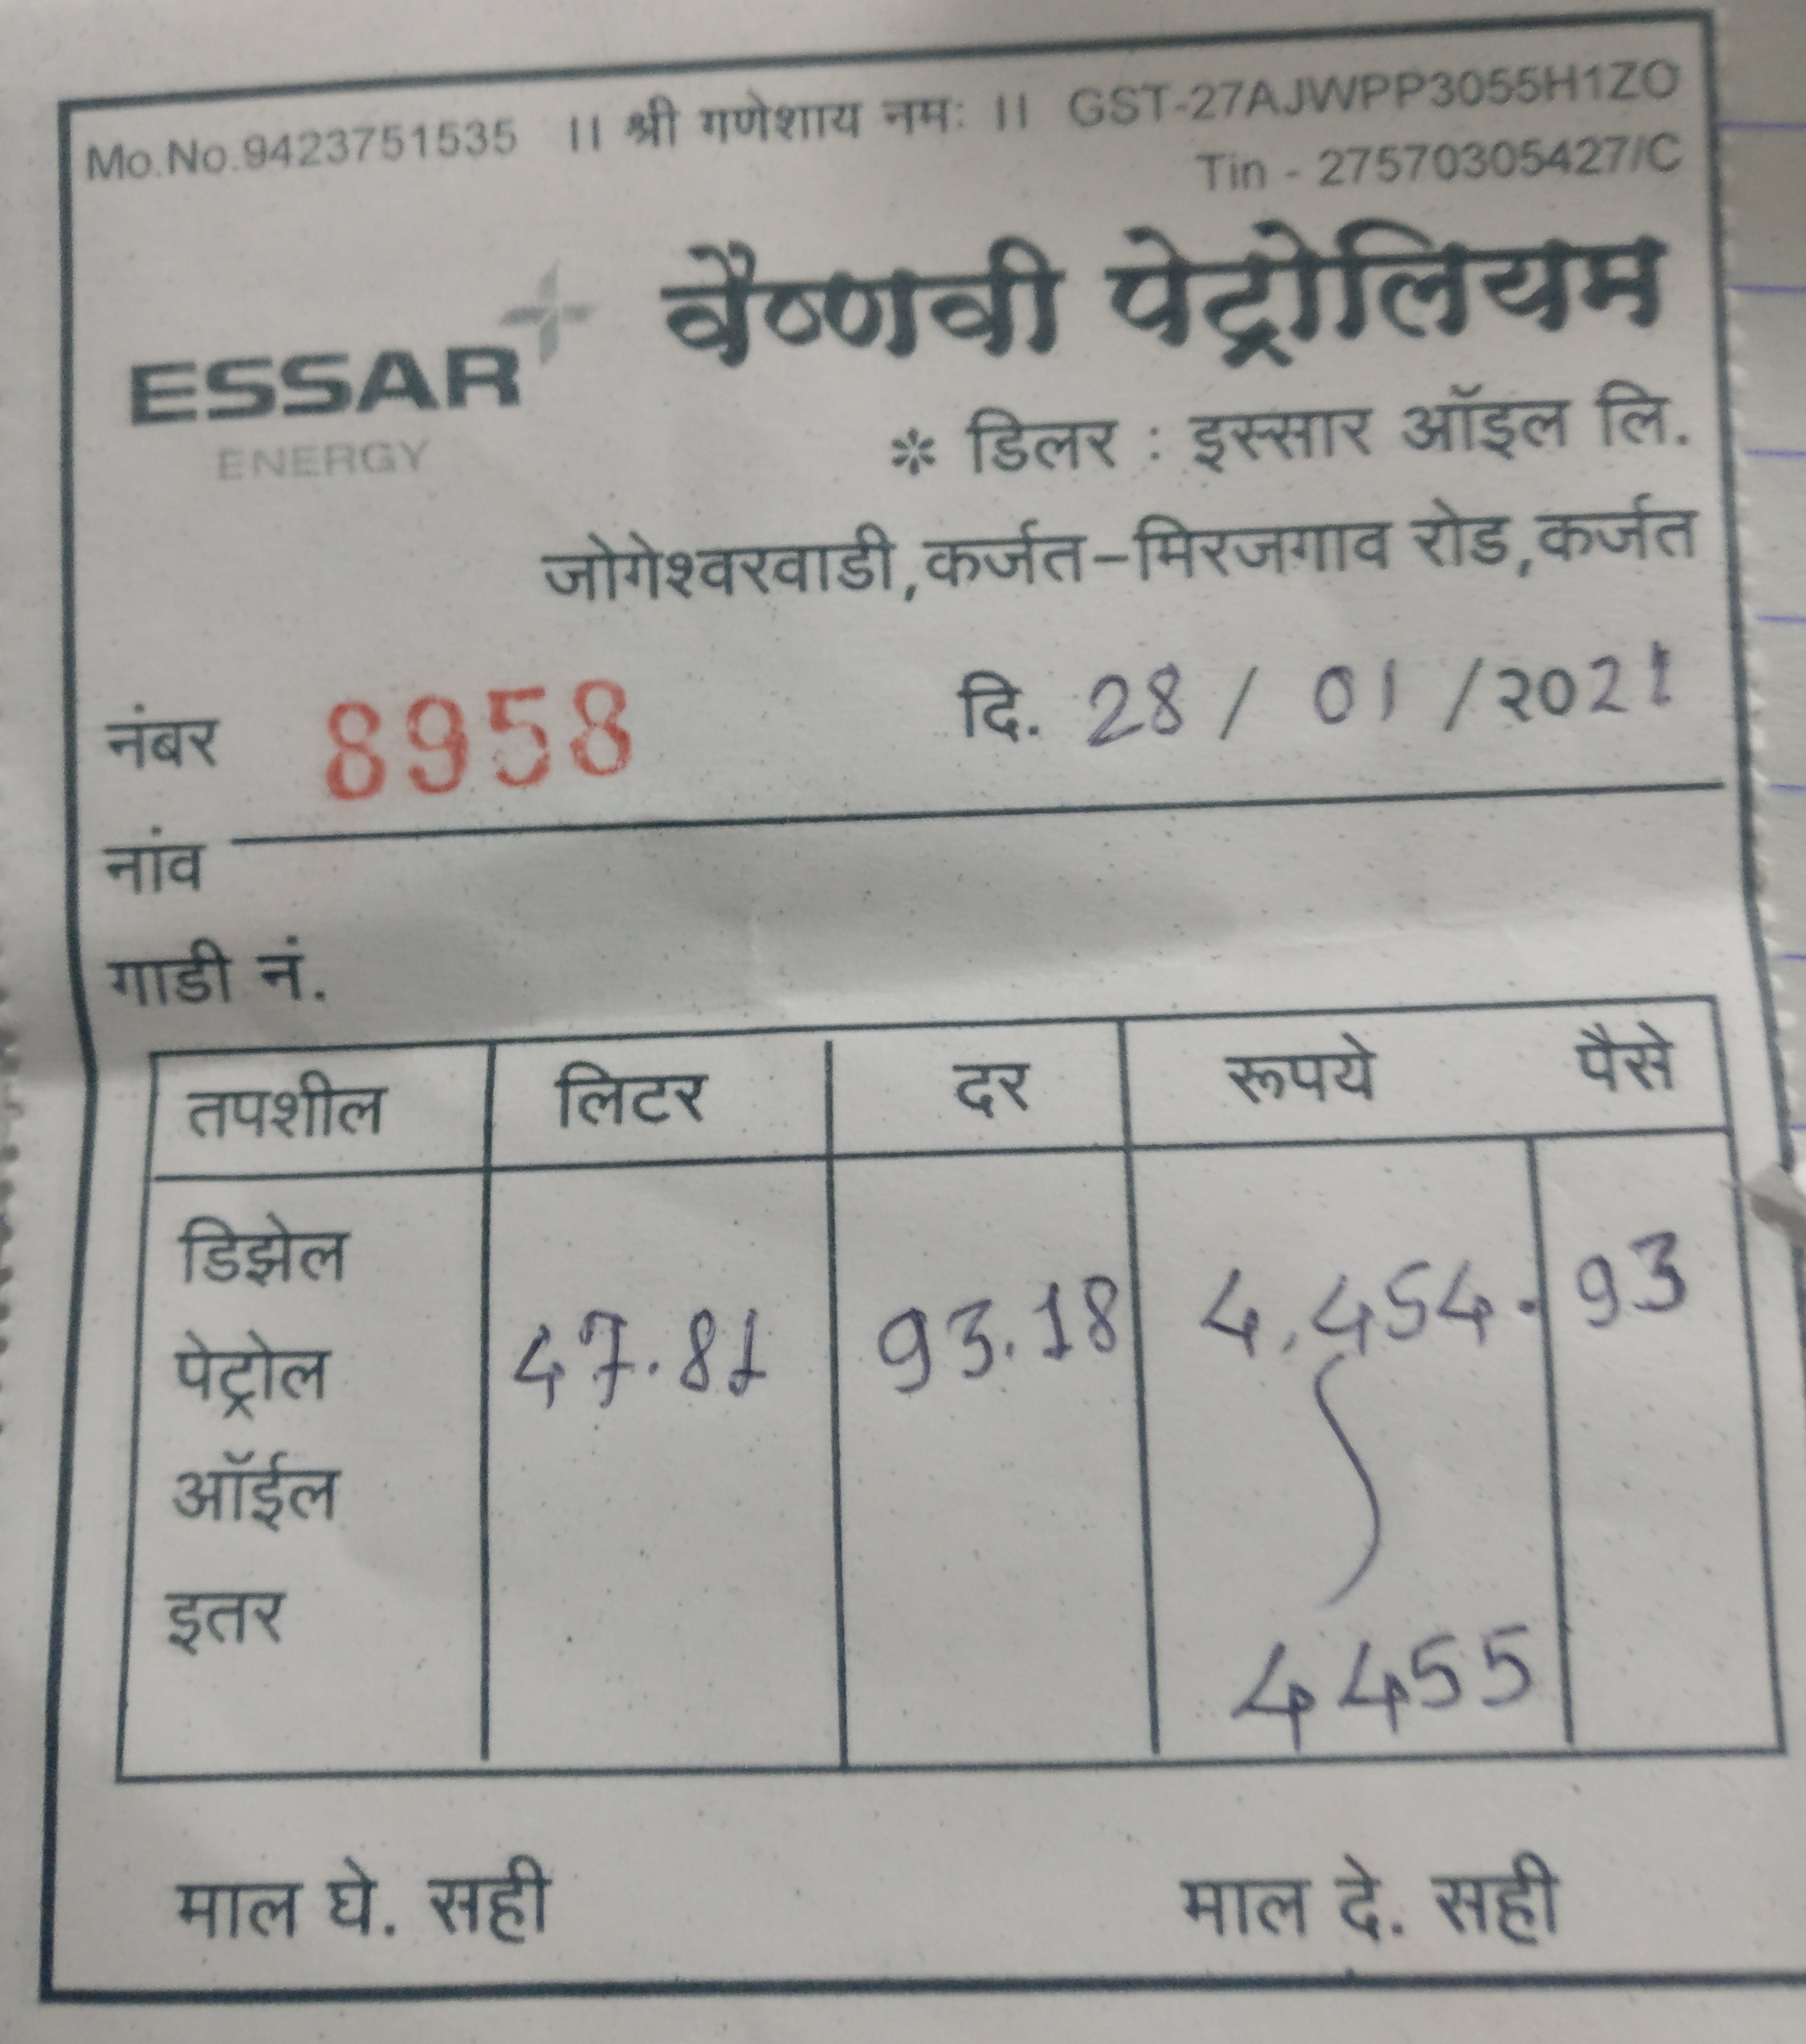 Mo.No.9423751535 ।। श्री गणेशाय नमः ।। GST-27AJWPP3055H1ZO
Tin - 27570305427/C
ESSAR वैष्णवी पेट्रोलियम
ENERGY
* डिलर : इस्सार ऑइल लि.
जोगेश्वरवाडी,कर्जत-मिरजगाव रोड,कर्जत
नंबर 8958 दि. 28 / 01 / २०21
नांव
गाडी नं.
तपशील लिटर दर रूपये पैसे
डिझेल
पेट्रोल 47.81 93.18 4,454. 93
ऑईल
इतर
4455
माल घे. सही माल दे. सही